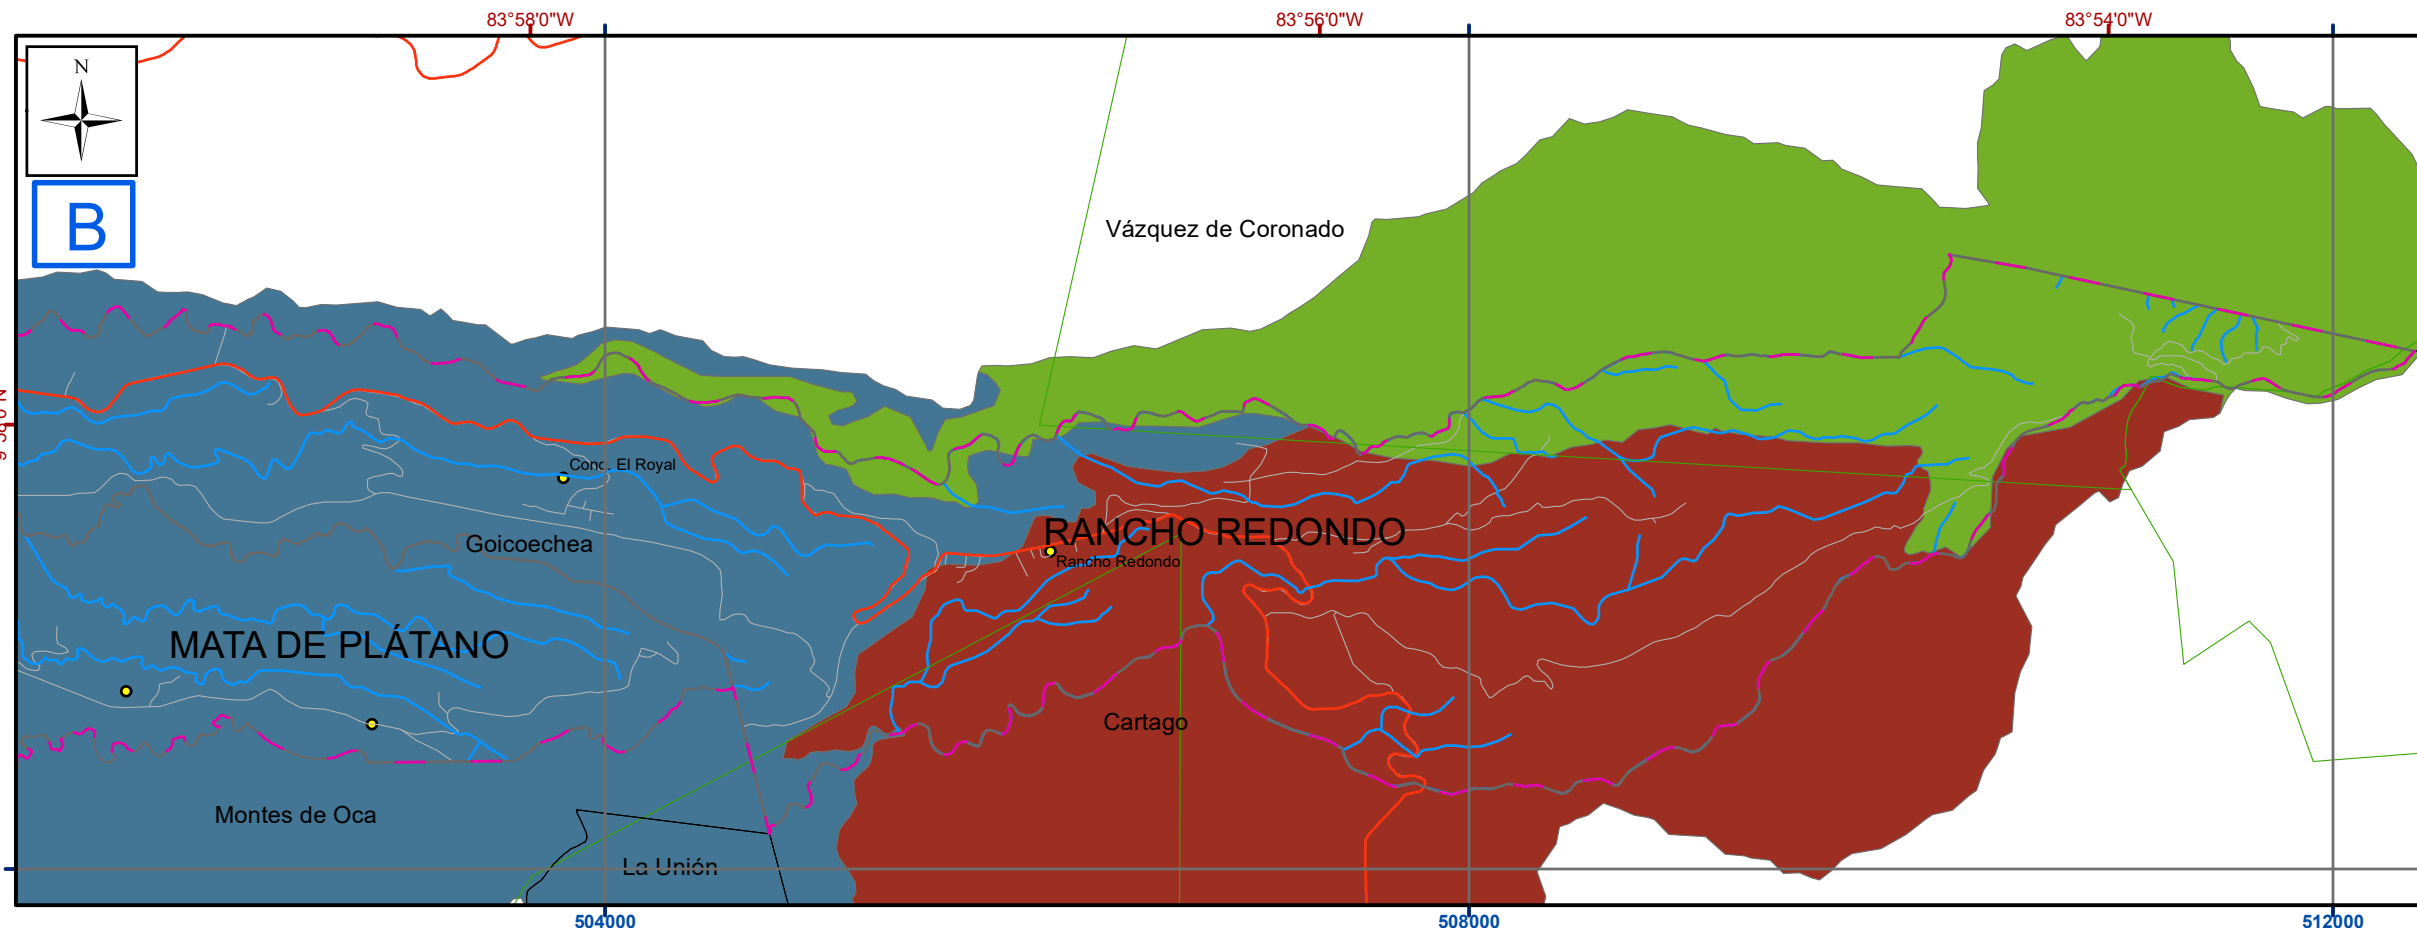 83°58'0"W
83°56'0"W
83°54'0"W
N
B
Vázquez de Coronado
Conc. El Royal
Goicoechea
RANCHO REDONDO
Rancho Redondo
MATA DE PLÁTANO
Cartago
Montes de Oca
La Unión
504000
508000
512000